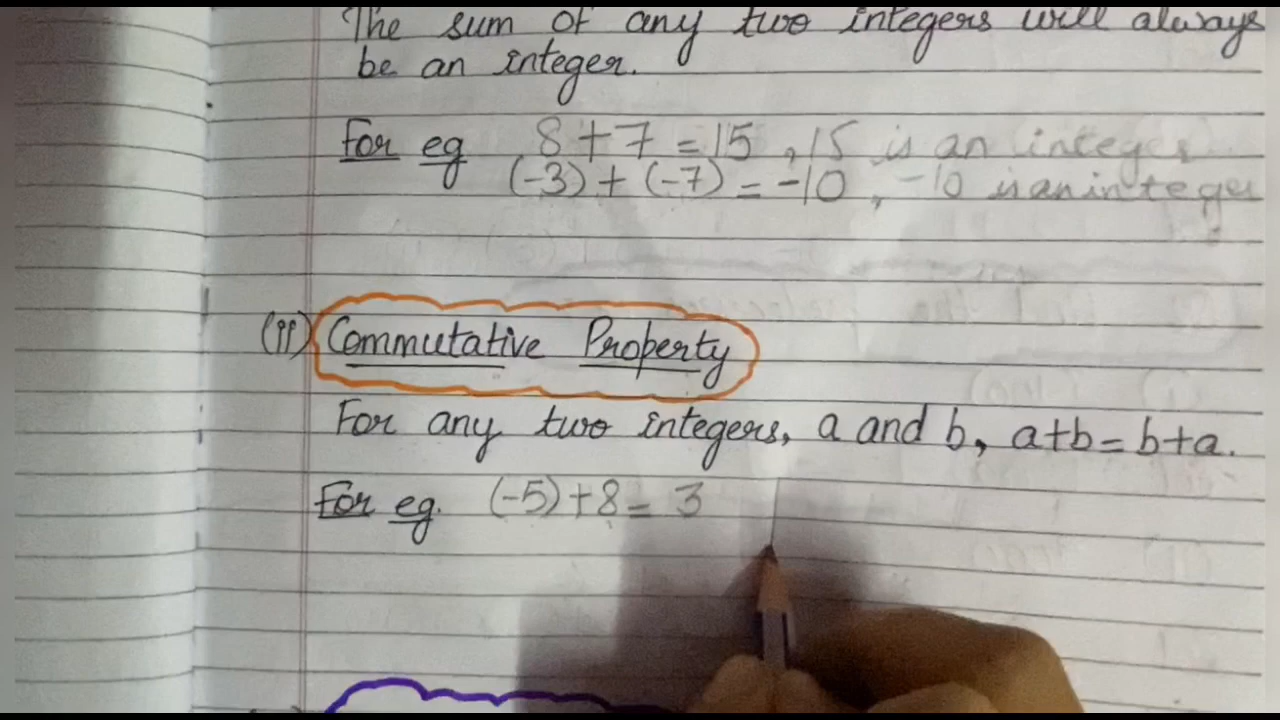 The sum of any two integers will always
be an integer.
For eg 8 + 7 = 15 , 15 is an integer
(-3) + (-7) = -10 , -10 is an integer
(ii) Commutative Property
For any two integers, a and b, a+b = b+a.
For eg. (-5) + 8 = 3